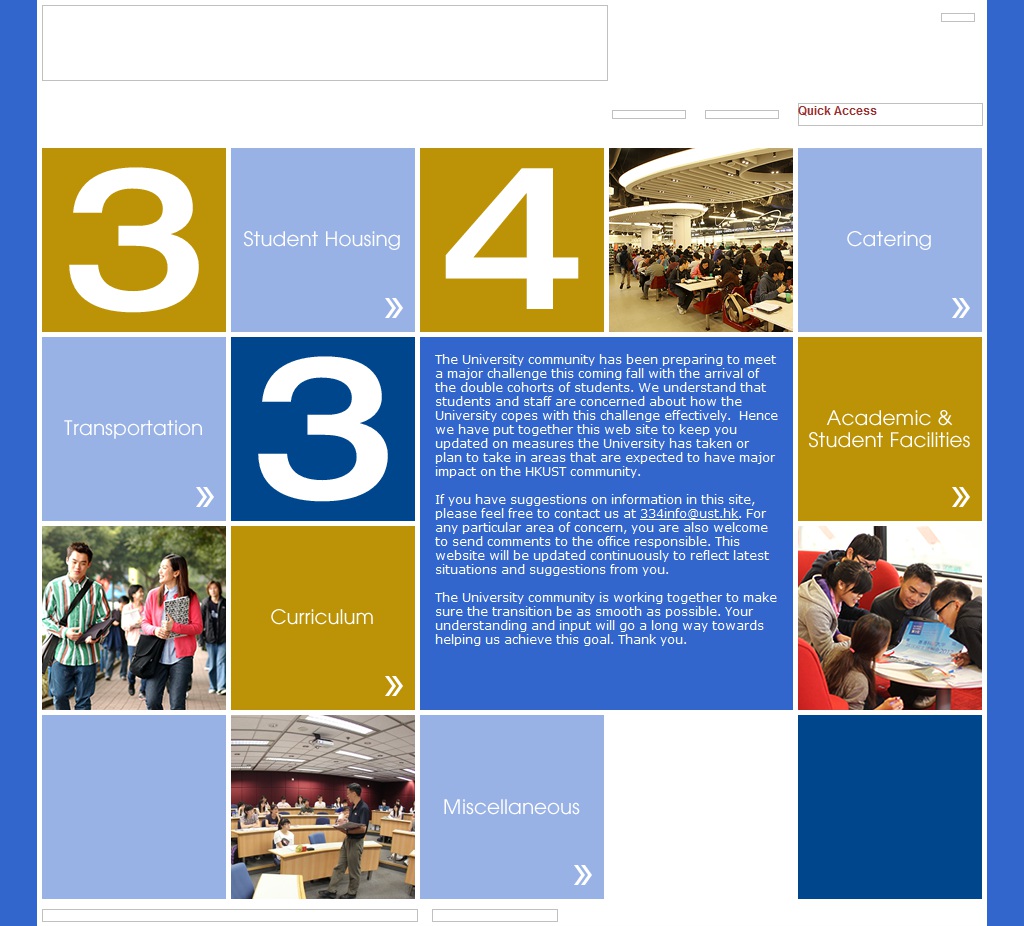 Quick Access
3
Student Housing
4
Catering
Transportation
3
The University community has been preparing to meet
a major challenge this coming fall with the arrival of
the double cohorts of students. We understand that
students and staff are concerned about how the
University copes with this challenge effectively.  Hence
we have put together this web site to keep you
updated on measures the University has taken or
plan to take in areas that are expected to have major
impact on the HKUST community.
If you have suggestions on information in this site,
please feel free to contact us at 334info@ust.hk. For
any particular area of concern, you are also welcome
to send comments to the office responsible. This
website will be updated continuously to reflect latest
situations and suggestions from you.
The University community is working together to make
sure the transition be as smooth as possible. Your
understanding and input will go a long way towards
helping us achieve this goal. Thank you.
Academic &
Student Facilities
Curriculum
Miscellaneous